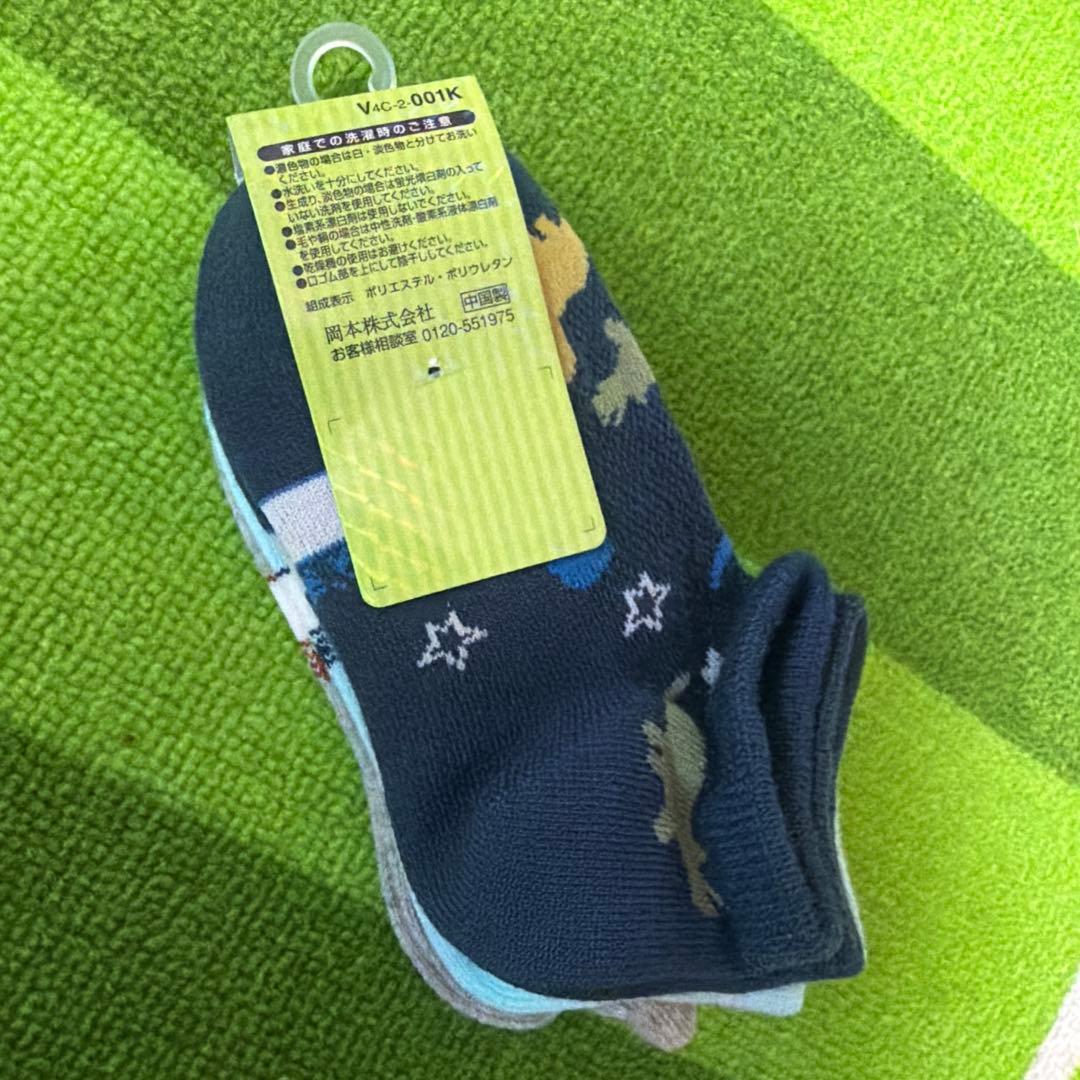 V4C-2-001K
家庭での洗濯時のご注意
●濃色物の場合は白・淡色物と分けてお洗い
ください。
●水洗いを十分にしてください。
●生成り、淡色物の場合は蛍光増白剤の入って
いない洗剤を使用してください。
●塩素系漂白剤は使用しないでください。
●毛や絹の場合は中性洗剤・酸素系液体漂白剤
を使用してください。
●乾燥機の使用はお避けください。
●口ゴム部を上にして陰干ししてください。
組成表示 ポリエステル・ポリウレタン
岡本株式会社 中国製
お客様相談室 0120-551975